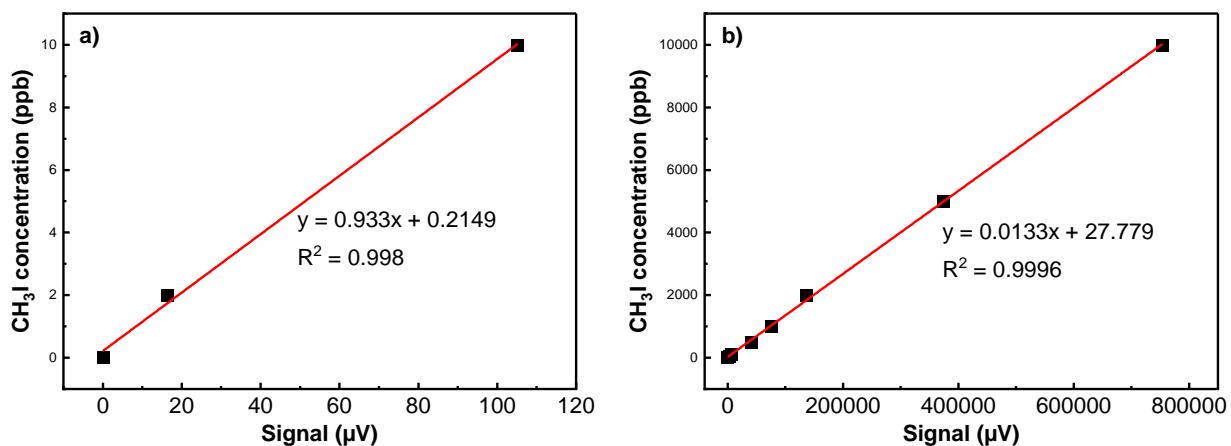 a)
10
8
6
4
2
0
CH3I concentration (ppb)
y = 0.933x + 0.2149
R2 = 0.998
0 20 40 60 80 100 120
Signal (µV)
b)
10000
8000
6000
4000
2000
0
CH3I concentration (ppb)
y = 0.0133x + 27.779
R2 = 0.9996
0 200000 400000 600000 800000
Signal (µV)